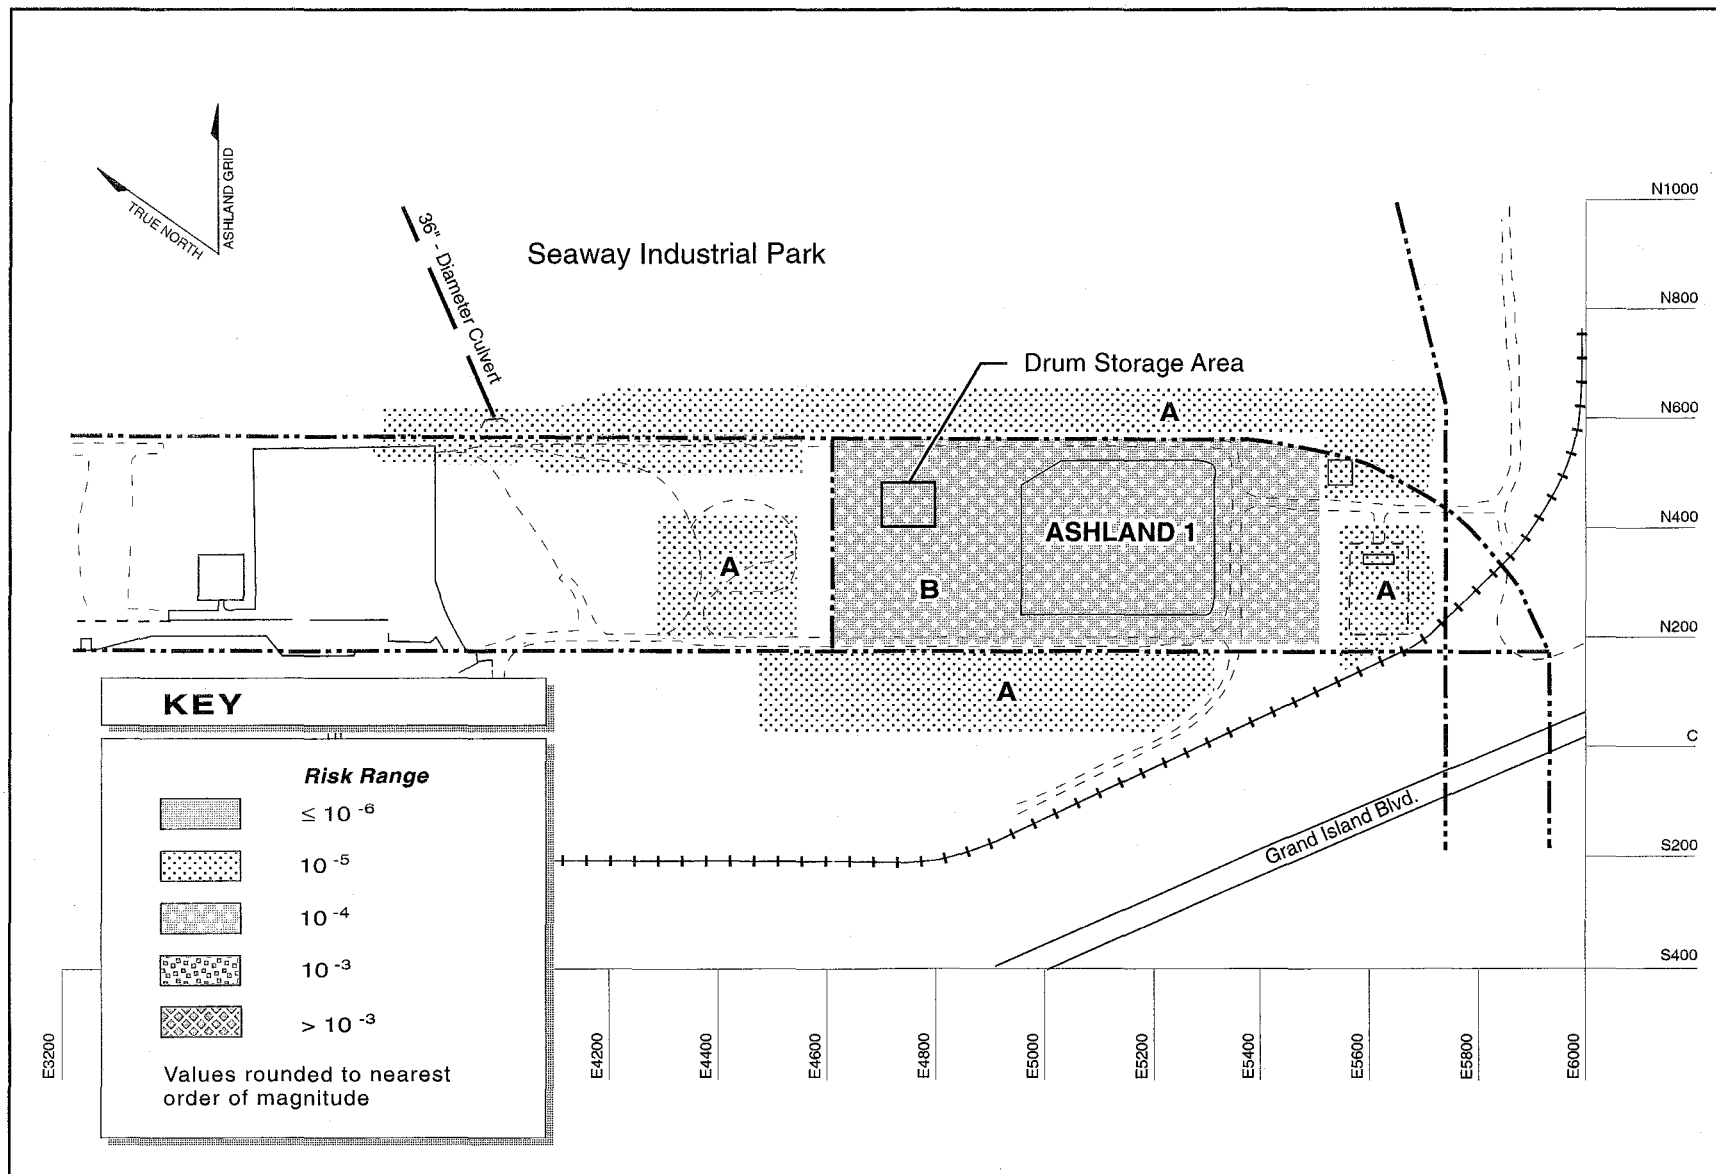 TRUE NORTH
ASHLAND GRID
36" - Diameter Culvert
Seaway Industrial Park
Drum Storage Area
A
A
ASHLAND 1
B
A
A
Grand Island Blvd.
N1000
N800
N600
N400
N200
C
S200
S400
KEY
Risk Range
≤ 10 -6
10 -5
10 -4
10 -3
> 10 -3
Values rounded to nearest
order of magnitude
E3200
E4200
E4400
E4600
E4800
E5000
E5200
E5400
E5600
E5800
E6000